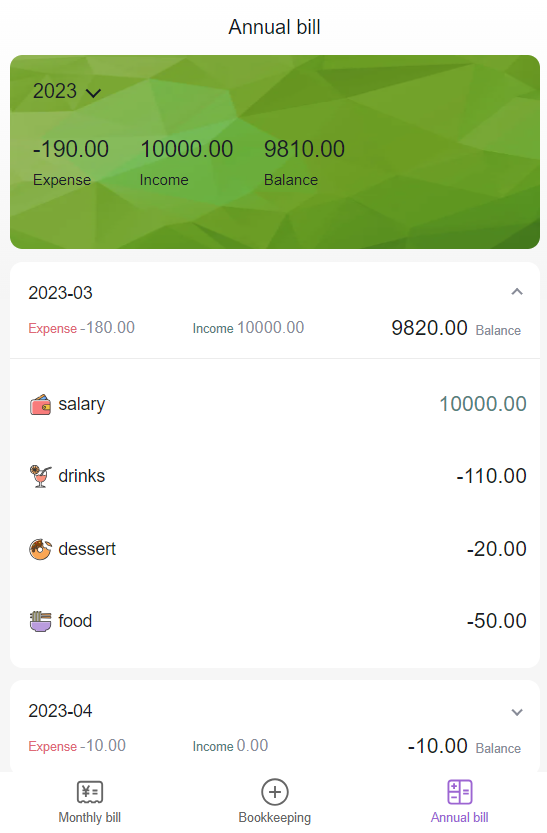 Annual bill
2023
-190.00 10000.00 9810.00
Expense Income Balance
2023-03
Expense -180.00 Income 10000.00 9820.00 Balance
salary 10000.00
drinks -110.00
dessert -20.00
food -50.00
2023-04
Expense -10.00 Income 0.00 -10.00 Balance
Monthly bill Bookkeeping Annual bill